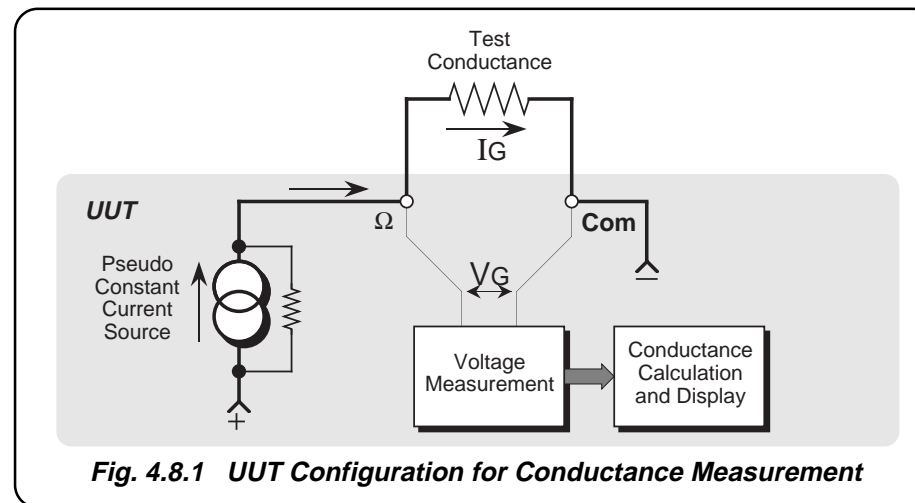 Test
Conductance
IG
UUT
Ω
Com
Pseudo
Constant
Current
Source
VG
Voltage
Measurement
Conductance
Calculation
and Display
+
Fig. 4.8.1 UUT Configuration for Conductance Measurement